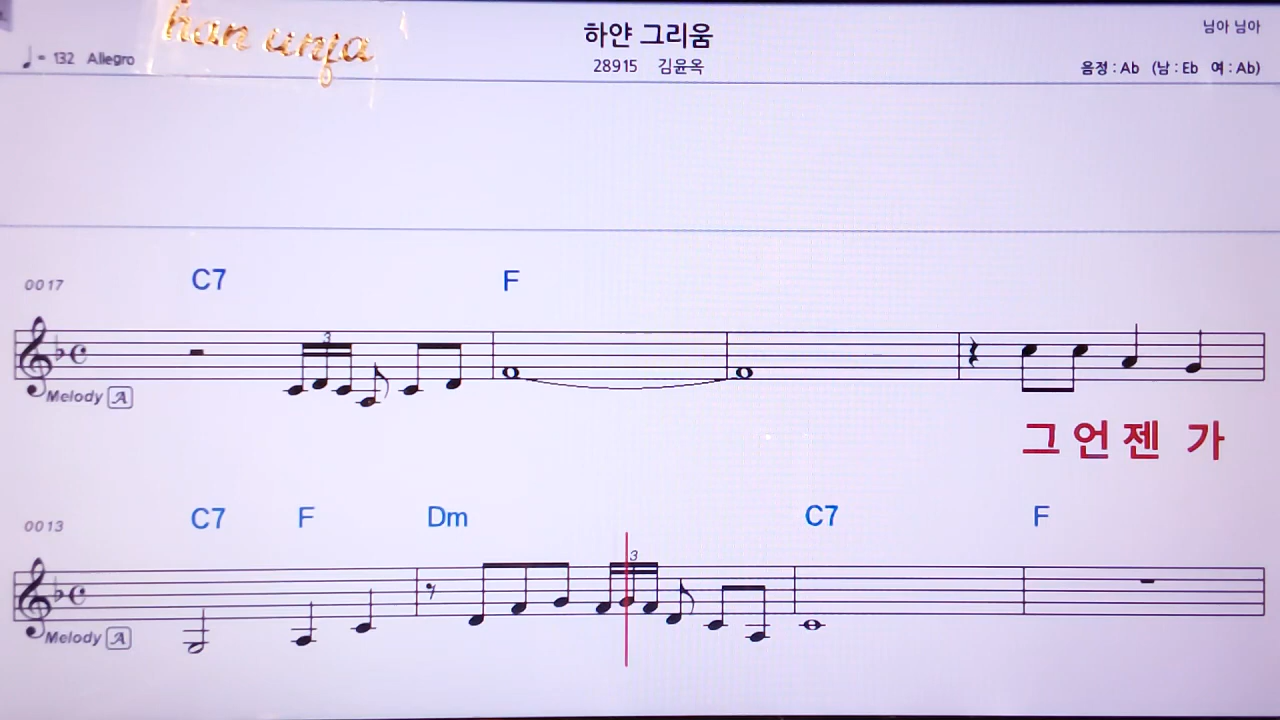 han unja
하얀 그리움
님아 님아
♩ = 132 Allegro
28915 김윤옥
음정 : Ab (남 : Eb 여 : Ab)
0017 C7 F
3
Melody A
그 언 젠 가
0013 C7 F Dm C7 F
3
Melody A